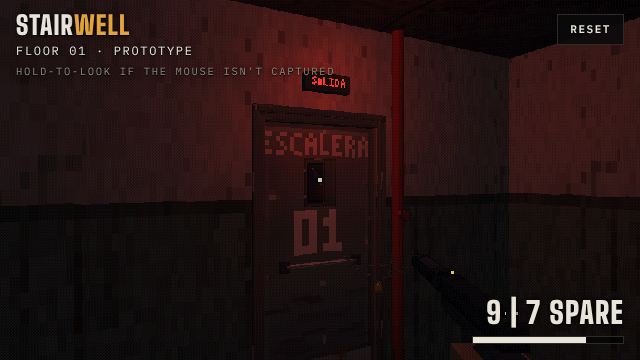 STAIRWELL
FLOOR 01 · PROTOTYPE
HOLD-TO-LOOK IF THE MOUSE ISN'T CAPTURED
RESET
SALIDA
ESCALERA
01
9 | 7 SPARE